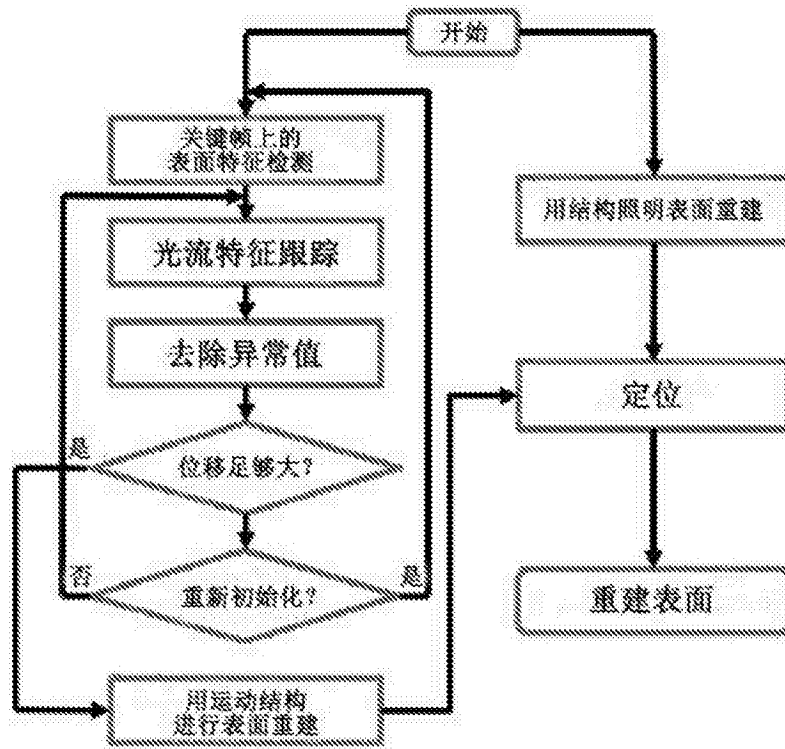 开始
关键帧上的
表面特征检测
用结构照明表面重建
光流特征跟踪
去除异常值
定位
是
位移足够大?
否
重新初始化?
是
重建表面
用运动结构
进行表面重建